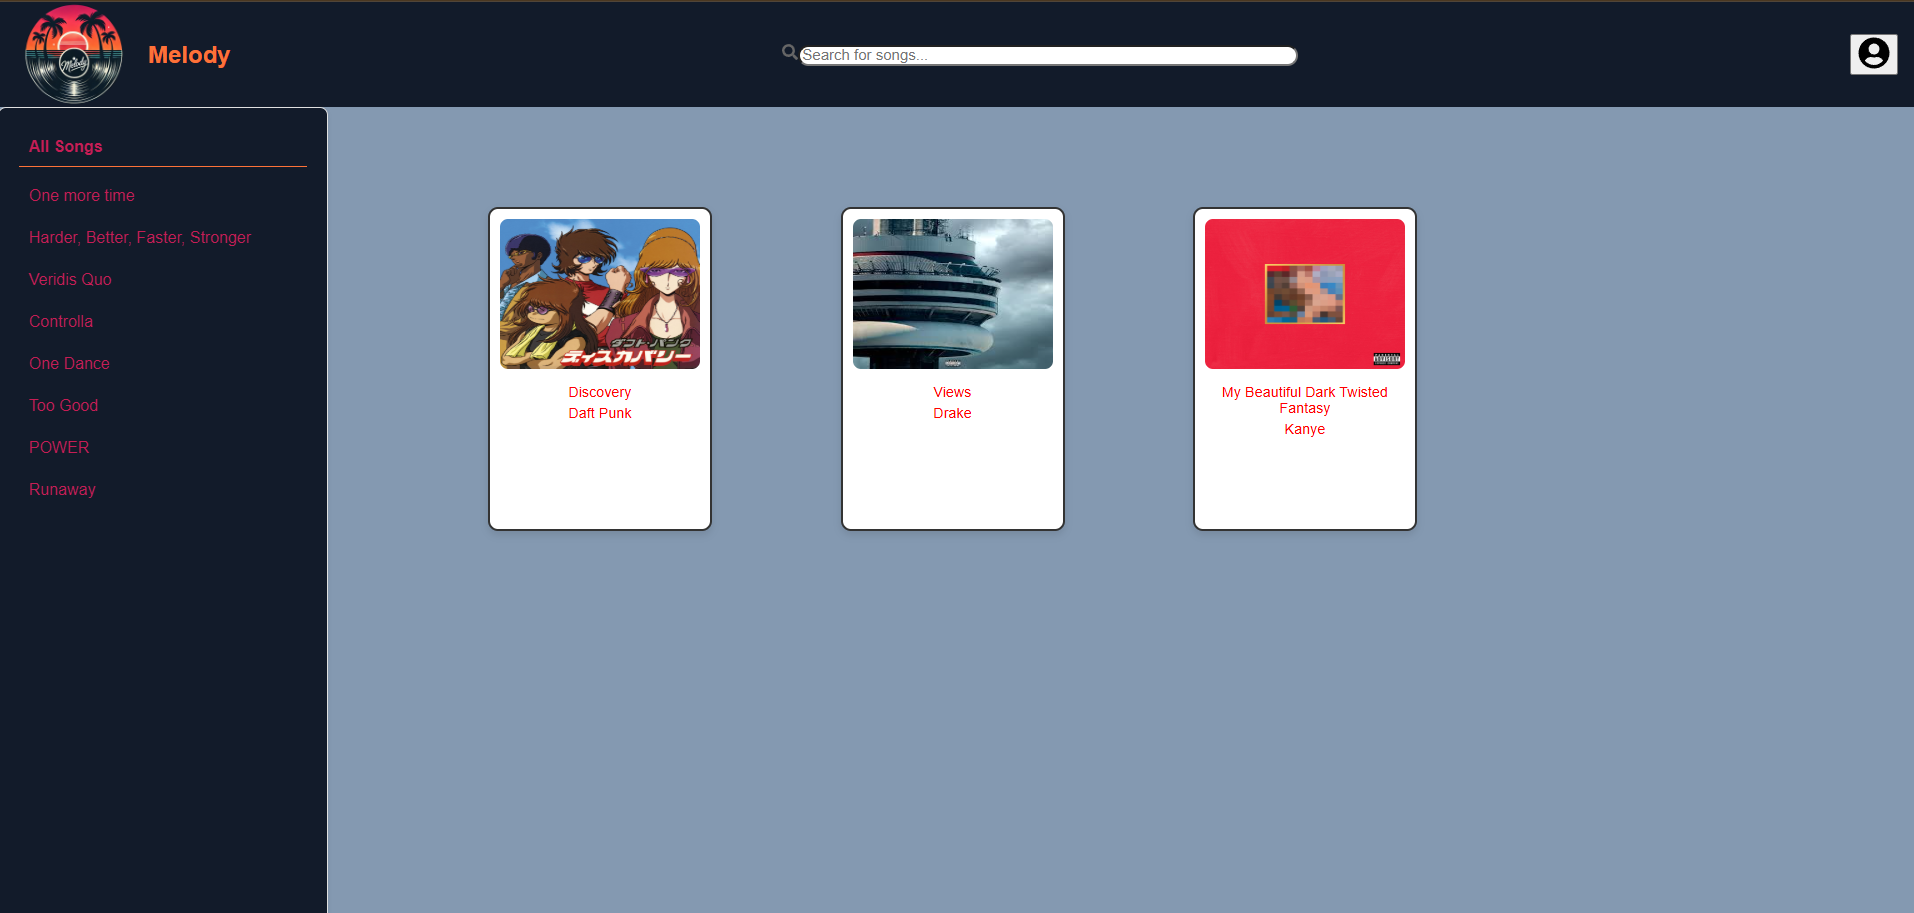 Melody
Melody
Search for songs...
All Songs
One more time
Harder, Better, Faster, Stronger
Veridis Quo
Controlla
One Dance
Too Good
POWER
Runaway
ダフト・パンク
ディスカバリー
Discovery
Daft Punk
Views
Drake
My Beautiful Dark Twisted
Fantasy
Kanye